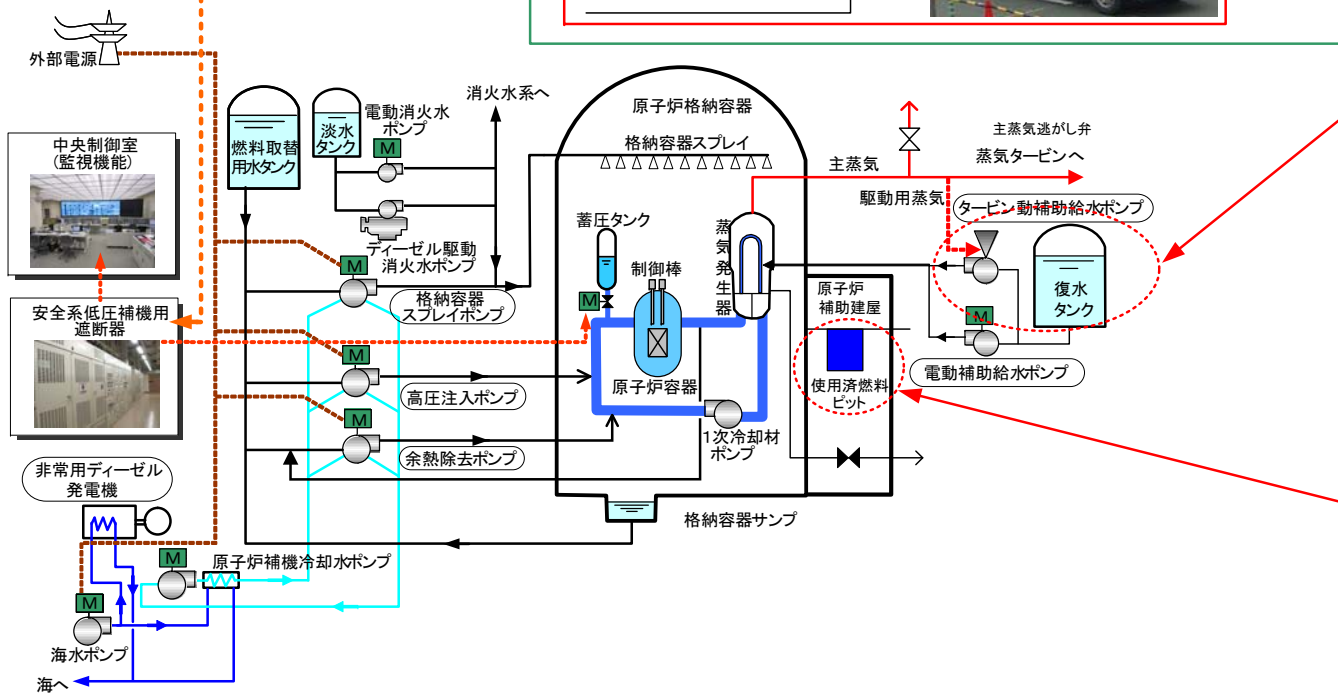 外部電源
中央制御室
(監視機能)
安全系低圧補機用
遮断器
非常用ディーゼル
発電機
燃料取替
用水タンク
淡水
タンク
電動消火水
ポンプ
M
消火水系へ
ディーゼル駆動
消火水ポンプ
M
格納容器
スプレイポンプ
M
高圧注入ポンプ
M
余熱除去ポンプ
原子炉格納容器
格納容器スプレイ
蓄圧タンク
M
制御棒
蒸気発生器
原子炉容器
1次冷却材
ポンプ
格納容器サンプ
主蒸気
主蒸気逃がし弁
蒸気タービンへ
駆動用蒸気
タービン動補助給水ポンプ
復水
タンク
M
電動補助給水ポンプ
原子炉
補助建屋
使用済燃料
ピット
M
原子炉補機冷却水ポンプ
M
海水ポンプ
海へ